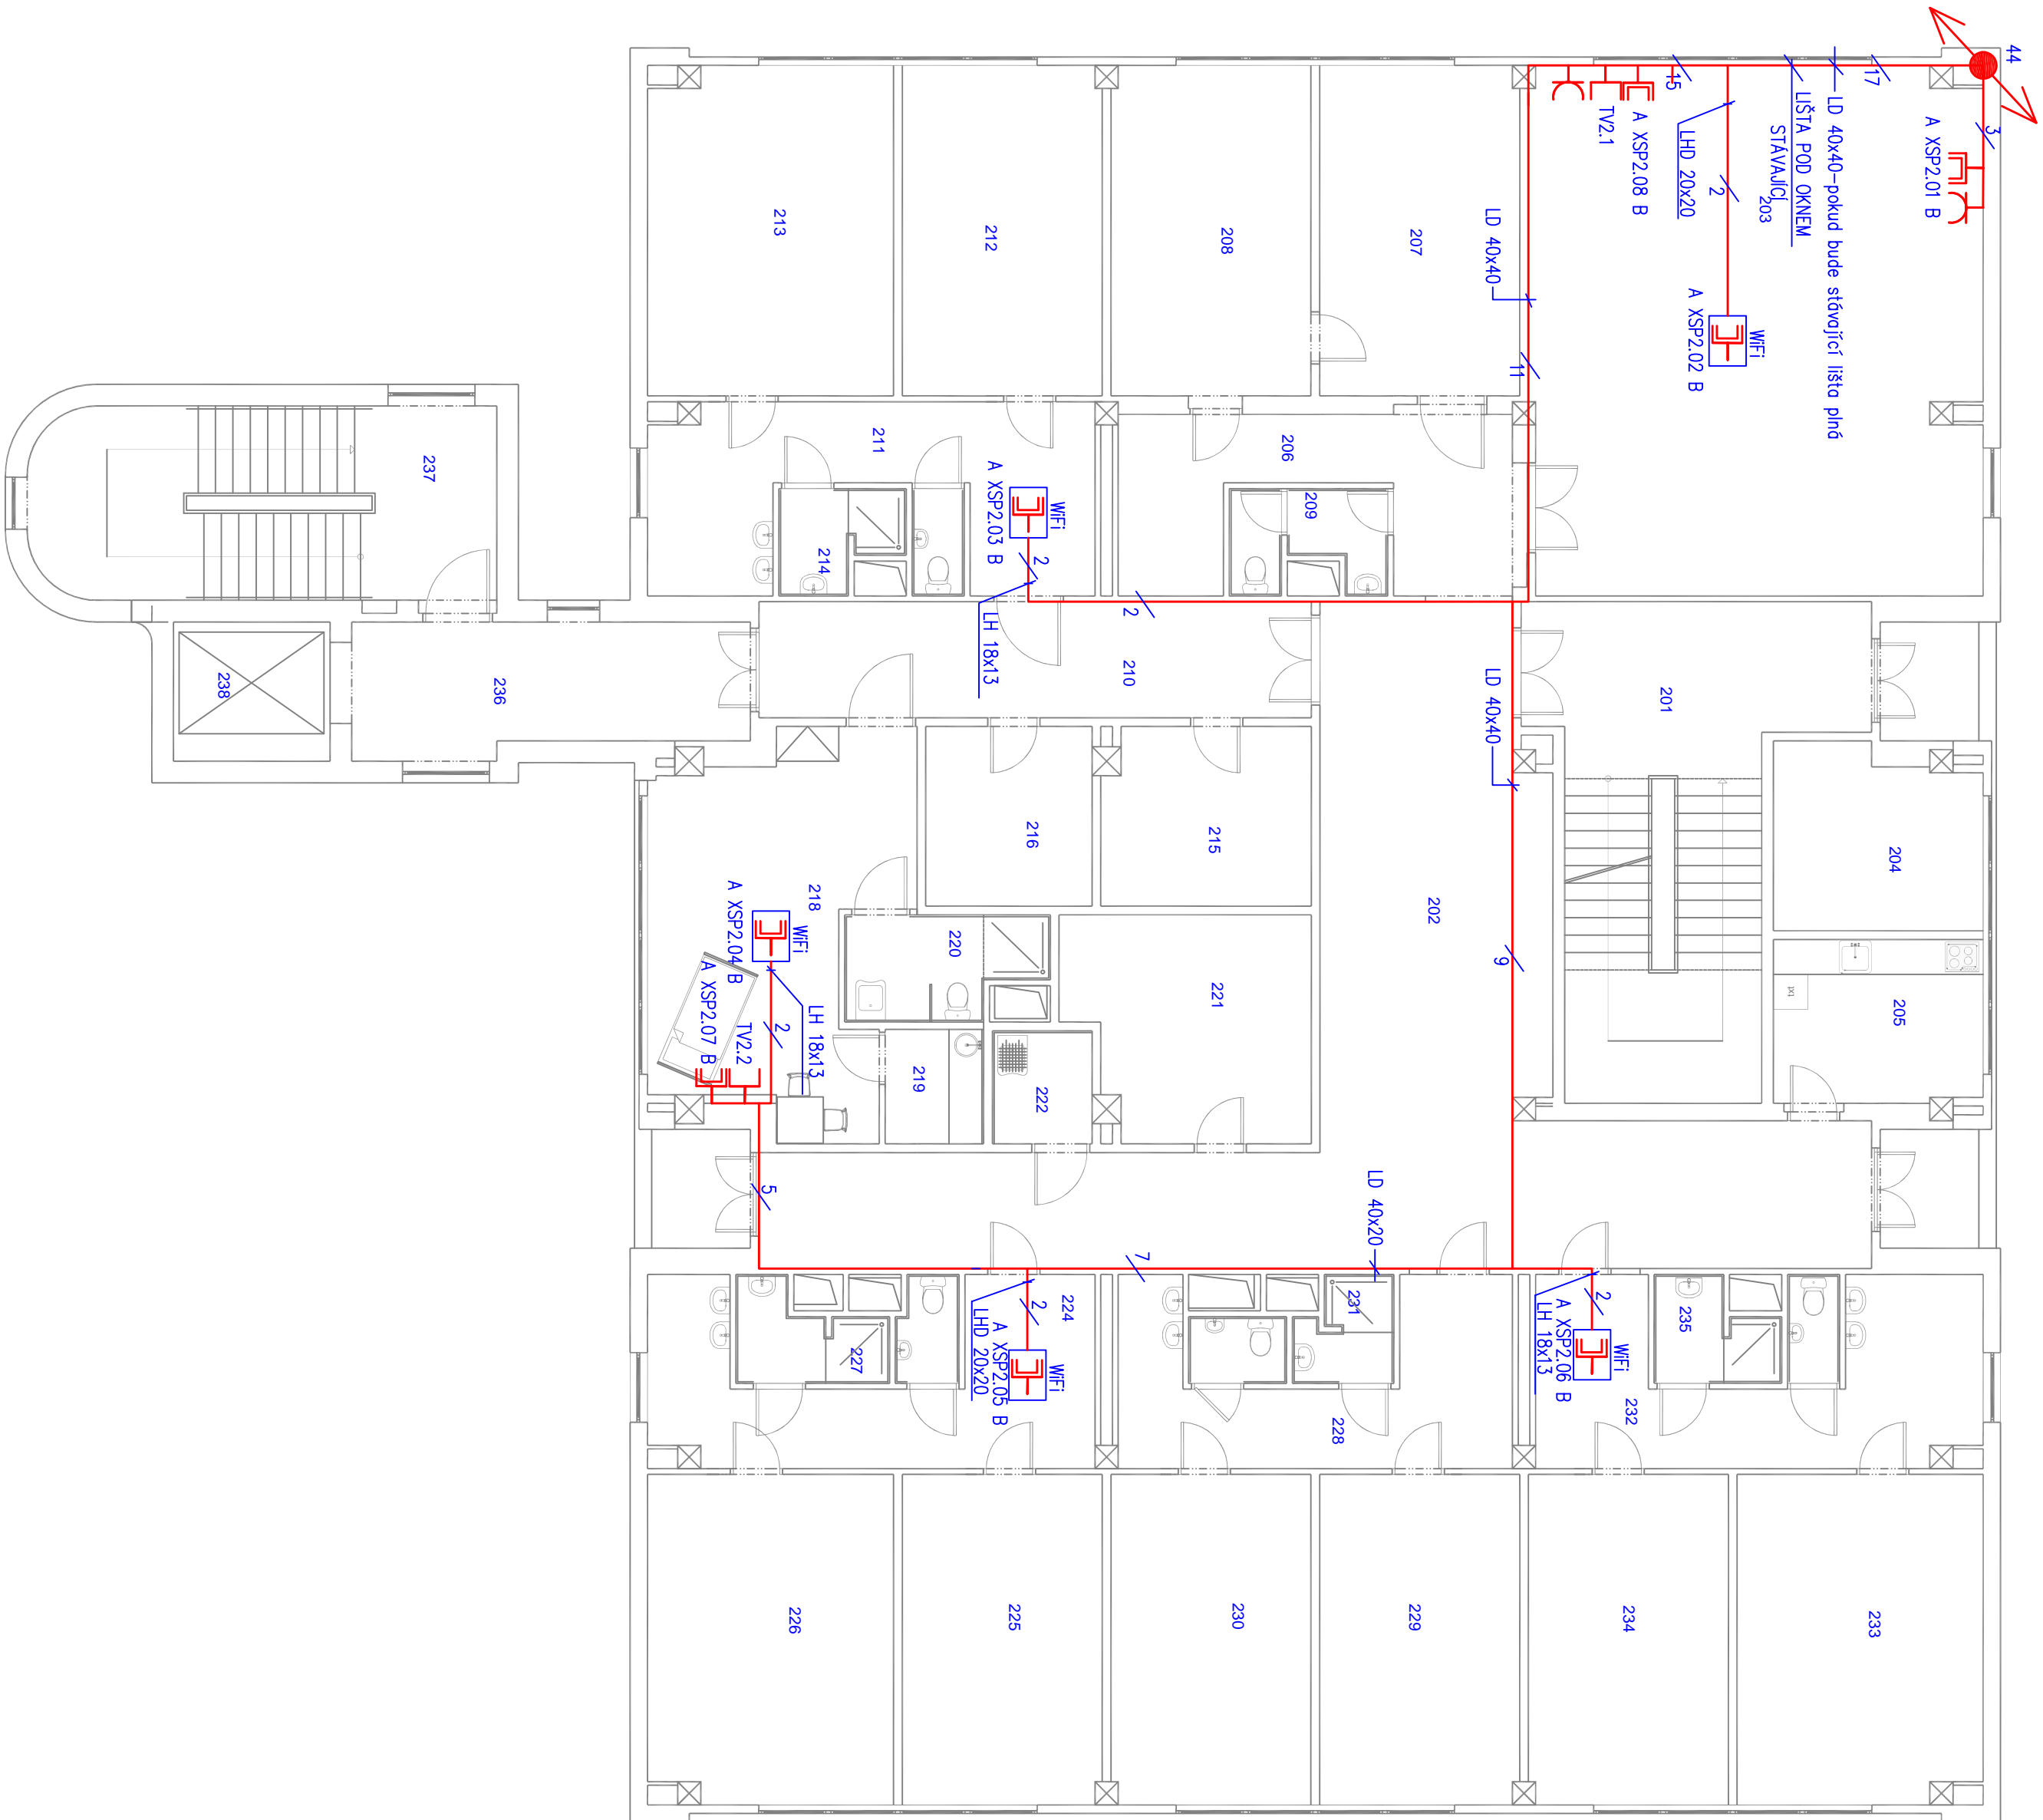 44
17
LD 40x40-pokud bude stávající lišta plná
LIŠTA POD OKNEM
STÁVAJÍCÍ
203
3
A XSP2.01 B
15
LHD 20x20
2
A XSP2.08 B
TV2.1
WiFi
A XSP2.02 B
LD 40x40
11
213
212
208
207
211
206
209
214
WiFi
A XSP2.03 B
2
LH 18x13
2
210
237
236
238
201
LD 40x40
204
205
202
9
215
216
218
WiFi
A XSP2.04 B
A XSP2.07 B
TV2.2
2
LH 18x13
220
219
221
222
5
LD 40x20
7
224
2
WiFi
A XSP2.05 B
LHD 20x20
227
231
228
2
WiFi
A XSP2.06 B
LH 18x13
235
232
226
225
230
229
234
233